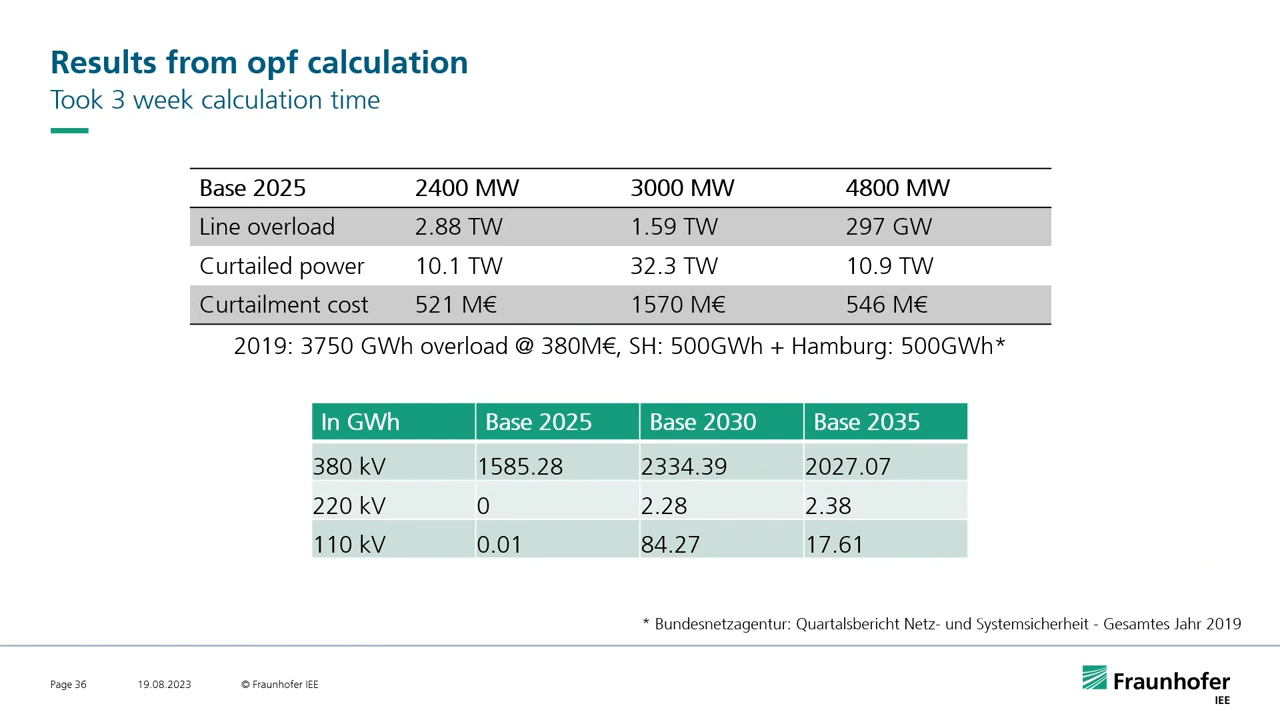 Results from opf calculation
Took 3 week calculation time
Base 2025 2400 MW 3000 MW 4800 MW
Line overload 2.88 TW 1.59 TW 297 GW
Curtailed power 10.1 TW 32.3 TW 10.9 TW
Curtailment cost 521 M€ 1570 M€ 546 M€
2019: 3750 GWh overload @ 380M€, SH: 500GWh + Hamburg: 500GWh*
In GWh Base 2025 Base 2030 Base 2035
380 kV 1585.28 2334.39 2027.07
220 kV 0 2.28 2.38
110 kV 0.01 84.27 17.61
* Bundesnetzagentur: Quartalsbericht Netz- und Systemsicherheit - Gesamtes Jahr 2019
Page 36 19.08.2023 © Fraunhofer IEE
Fraunhofer
IEE